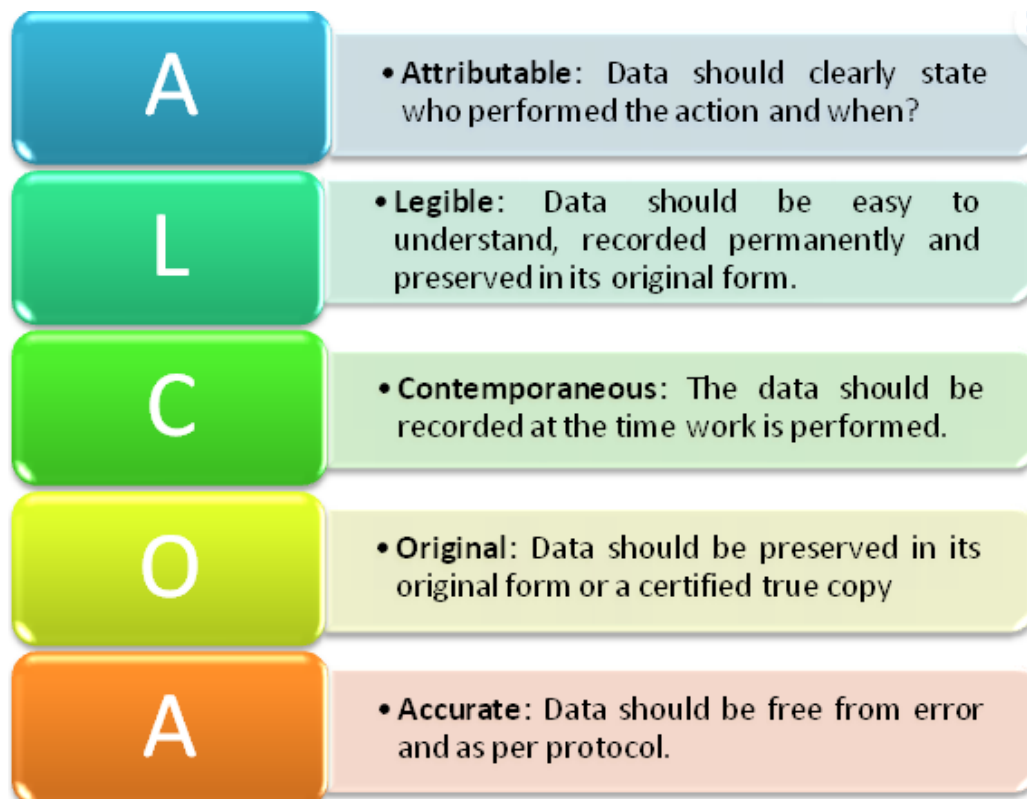 A
• Attributable: Data should clearly state
who performed the action and when?
L
• Legible: Data should be easy to
understand, recorded permanently and
preserved in its original form.
C
• Contemporaneous: The data should be
recorded at the time work is performed.
O
• Original: Data should be preserved in its
original form or a certified true copy
A
• Accurate: Data should be free from error
and as per protocol.